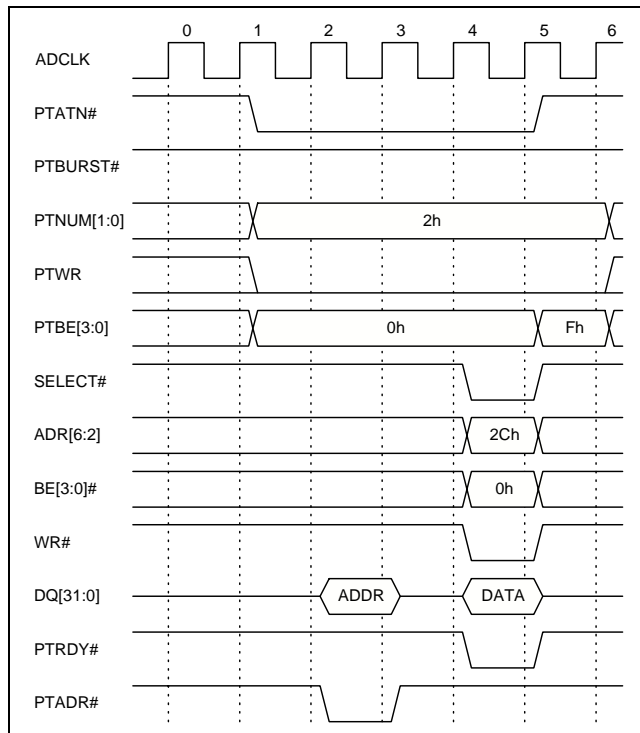 0 1 2 3 4 5 6
ADCLK
PTATN#
PTBURST#
PTNUM[1:0] 2h
PTWR
PTBE[3:0] 0h Fh
SELECT#
ADR[6:2] 2Ch
BE[3:0]# 0h
WR#
DQ[31:0] ADDR DATA
PTRDY#
PTADR#